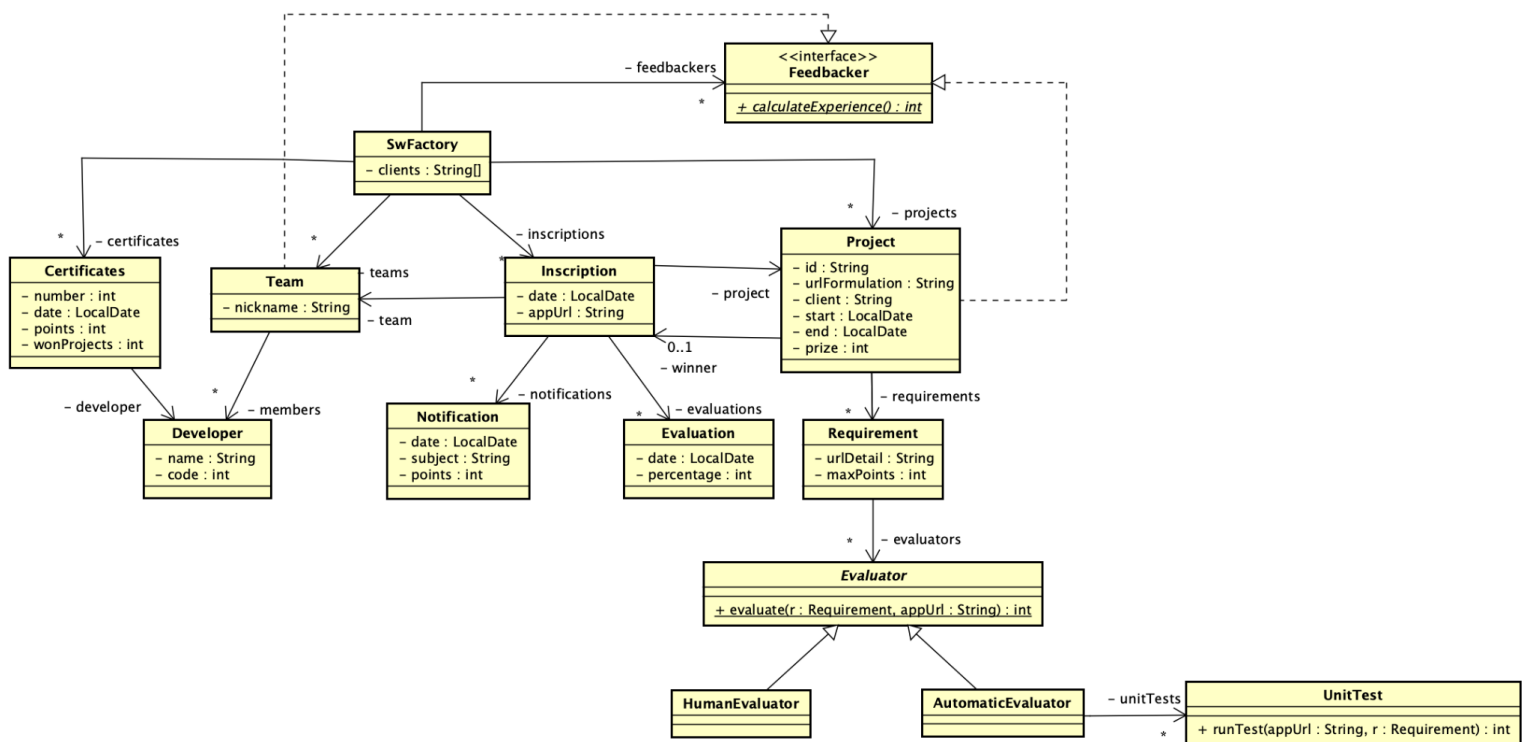 <<interface>>
Feedbacker
+ calculateExperience() : int
– feedbackers
*
SwFactory
– clients : String[]
*
– certificates
*
– teams
– inscriptions
*
*
– projects
Certificates
– number : int
– date : LocalDate
– points : int
– wonProjects : int
Team
– nickname : String
Inscription
– date : LocalDate
– appUrl : String
Project
– id : String
– urlFormulation : String
– client : String
– start : LocalDate
– end : LocalDate
– prize : int
– project
– team
0..1
– winner
– developer
*
– members
*
– notifications
*
– evaluations
*
– requirements
Developer
– name : String
– code : int
Notification
– date : LocalDate
– subject : String
– points : int
Evaluation
– date : LocalDate
– percentage : int
Requirement
– urlDetail : String
– maxPoints : int
*
– evaluators
Evaluator
+ evaluate(r : Requirement, appUrl : String) : int
HumanEvaluator
AutomaticEvaluator
– unitTests
*
UnitTest
+ runTest(appUrl : String, r : Requirement) : int